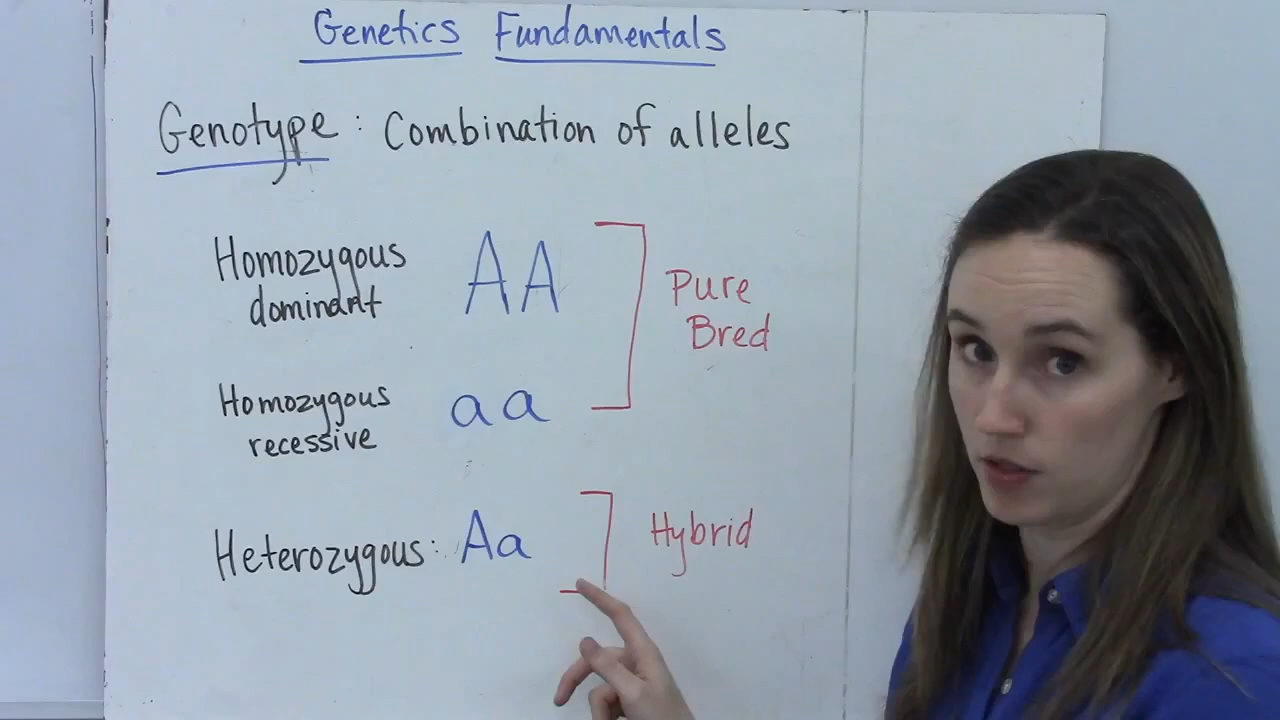 Genetics Fundamentals
Genotype: Combination of alleles
Homozygous
dominant
AA
Pure
Bred
Homozygous
recessive
aa
Heterozygous: Aa
Hybrid